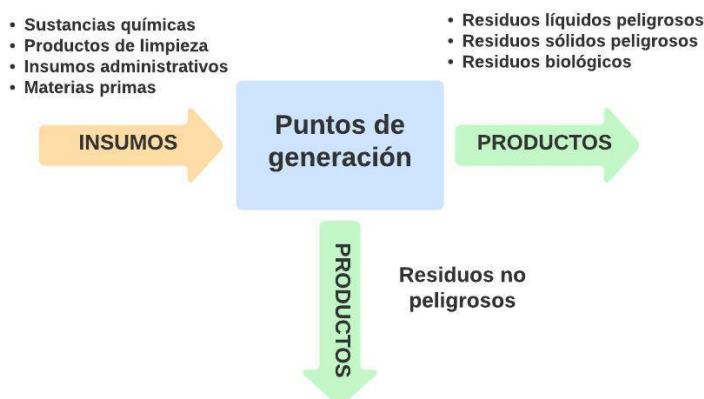 • Sustancias químicas
• Productos de limpieza
• Insumos administrativos
• Materias primas
INSUMOS
Puntos de
generación
• Residuos líquidos peligrosos
• Residuos sólidos peligrosos
• Residuos biológicos
PRODUCTOS
PRODUCTOS
Residuos no
peligrosos